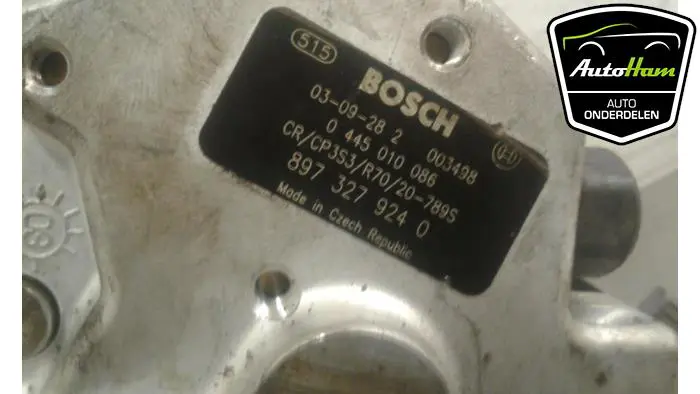 515
BOSCH
03-09-28 2 003498
0 445 010 086
CR/CP3S3/R70/20-789S
897 327 924 0
Made in Czech Republic
AutoHam
AUTO
ONDERDELEN